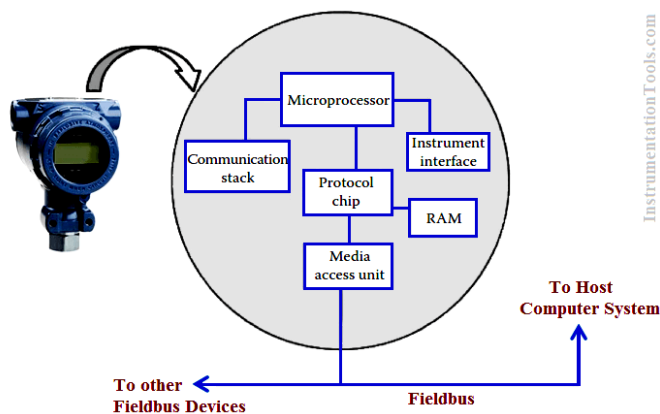 Microprocessor
Communication
stack
Instrument
interface
Protocol
chip
RAM
Media
access unit
To Host
Computer System
To other
Fieldbus Devices
Fieldbus
InstrumentationTools.com